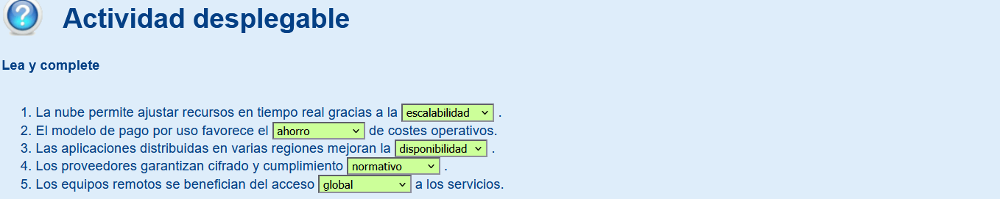 Actividad desplegable
Lea y complete
1. La nube permite ajustar recursos en tiempo real gracias a la escalabilidad .
2. El modelo de pago por uso favorece el ahorro de costes operativos.
3. Las aplicaciones distribuidas en varias regiones mejoran la disponibilidad .
4. Los proveedores garantizan cifrado y cumplimiento normativo .
5. Los equipos remotos se benefician del acceso global a los servicios.